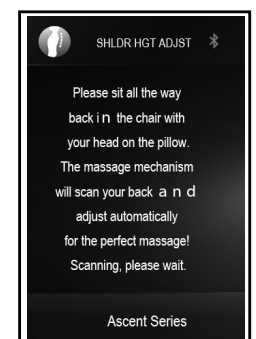 SHLDR HGT ADJST
Please sit all the way
back in the chair with
your head on the pillow.
The massage mechanism
will scan your back and
adjust automatically
for the perfect massage!
Scanning, please wait.
Ascent Series